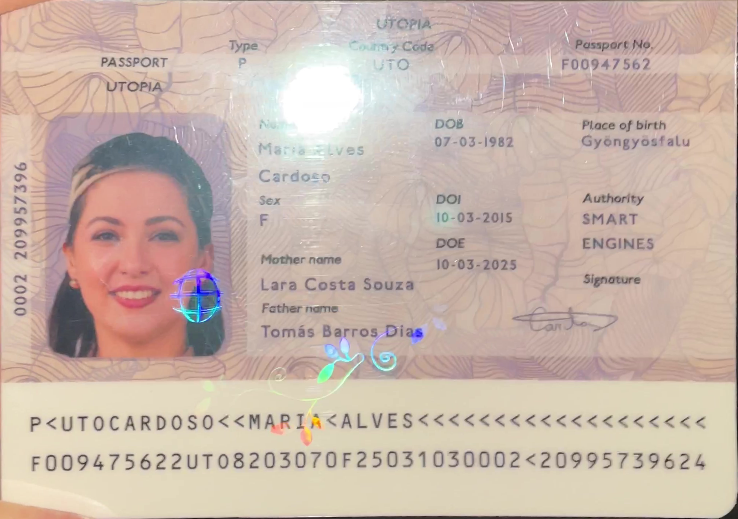 UTOPIA
Type Country Code Passport No.
PASSPORT P UTO F00947562
UTOPIA
Name DOB Place of birth
Maria Alves 07-03-1982 Gyöngyösfalu
Cardoso
Sex DOI Authority
F 10-03-2015 SMART
DOE ENGINES
Mother name 10-03-2025
Lara Costa Souza Signature
Father name
Tomás Barros Dias
0002 209957396
P<UTOCARDOSO<<MARIA<ALVES<<<<<<<<<<<<<<<<<<<
F009475622UTO8203070F25031030002<20995739624